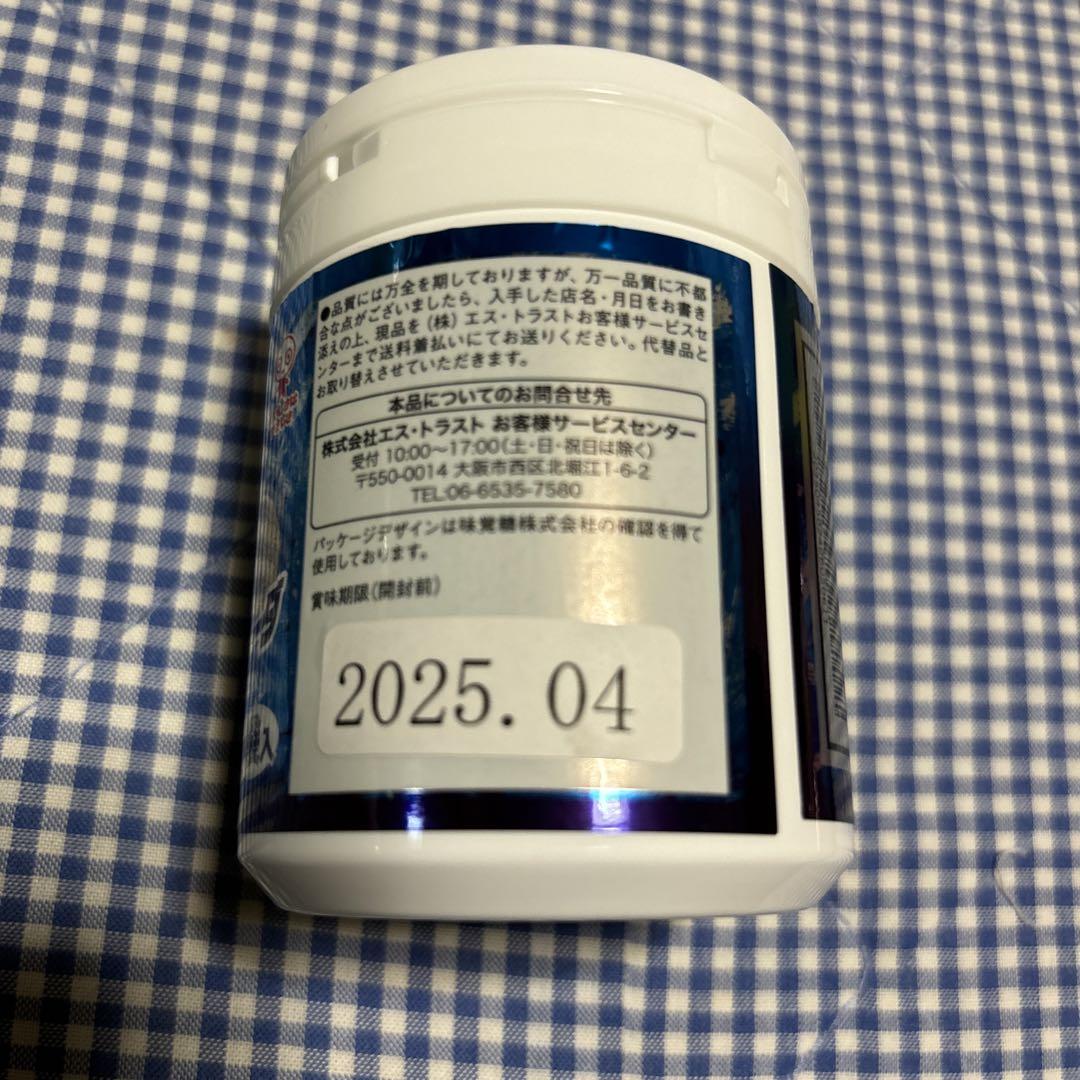 ●品質には万全を期しておりますが、万一品質に不都
合な点がございましたら、入手した店名・月日をお書き
添えの上、現品を(株)エス・トラストお客様サービスセ
ンターまで送料着払いにてお送りください。代替品と
お取り替えさせていただきます。
本品についてのお問合せ先
株式会社エス・トラスト お客様サービスセンター
受付 10:00〜17:00(土・日・祝日は除く)
〒550-0014 大阪市西区北堀江1-6-2
TEL:06-6535-7580
パッケージデザインは味覚糖株式会社の確認を得て
使用しております。
賞味期限(開封前)
2025.04